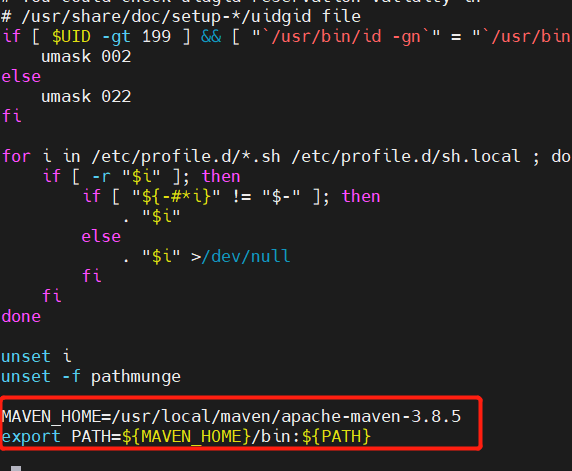 # /usr/share/doc/setup-*/uidgid file
if [ $UID -gt 199 ] && [ "`/usr/bin/id -gn`" = "`/usr/bin
    umask 002
else
    umask 022
fi
for i in /etc/profile.d/*.sh /etc/profile.d/sh.local ; do
    if [ -r "$i" ]; then
        if [ "${-#*i}" != "$-" ]; then
            . "$i"
        else
            . "$i" >/dev/null
        fi
    fi
done
unset i
unset -f pathmunge
MAVEN_HOME=/usr/local/maven/apache-maven-3.8.5
export PATH=${MAVEN_HOME}/bin:${PATH}